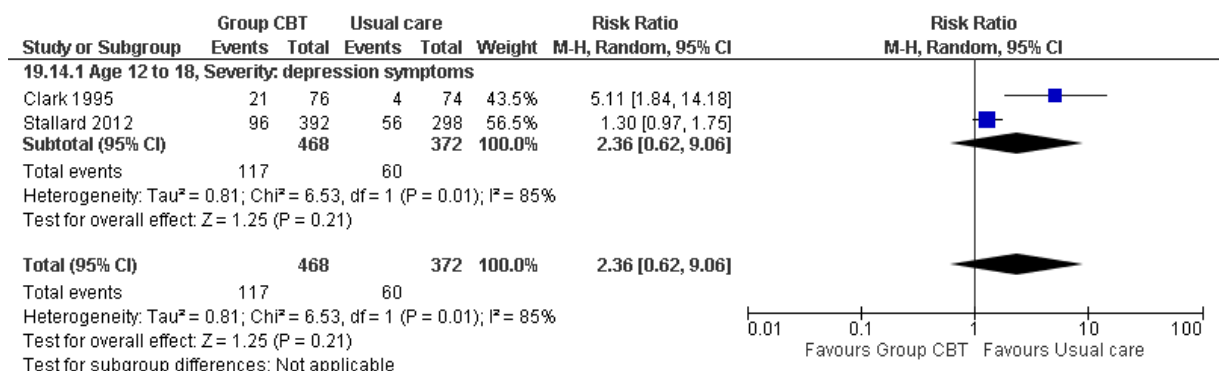 Group CBT Usual care Risk Ratio Risk Ratio
Study or Subgroup Events Total Events Total Weight M-H, Random, 95% CI M-H, Random, 95% CI
19.14.1 Age 12 to 18, Severity: depression symptoms
Clark 1995 21 76 4 74 43.5% 5.11 [1.84, 14.18]
Stallard 2012 96 392 56 298 56.5% 1.30 [0.97, 1.75]
Subtotal (95% CI) 468 372 100.0% 2.36 [0.62, 9.06]
Total events 117 60
Heterogeneity: Tau² = 0.81; Chi² = 6.53, df = 1 (P = 0.01); I² = 85%
Test for overall effect: Z = 1.25 (P = 0.21)
Total (95% CI) 468 372 100.0% 2.36 [0.62, 9.06]
Total events 117 60
Heterogeneity: Tau² = 0.81; Chi² = 6.53, df = 1 (P = 0.01); I² = 85%
Test for overall effect: Z = 1.25 (P = 0.21)
Test for subgroup differences: Not applicable
0.01 0.1 1 10 100
Favours Group CBT Favours Usual care